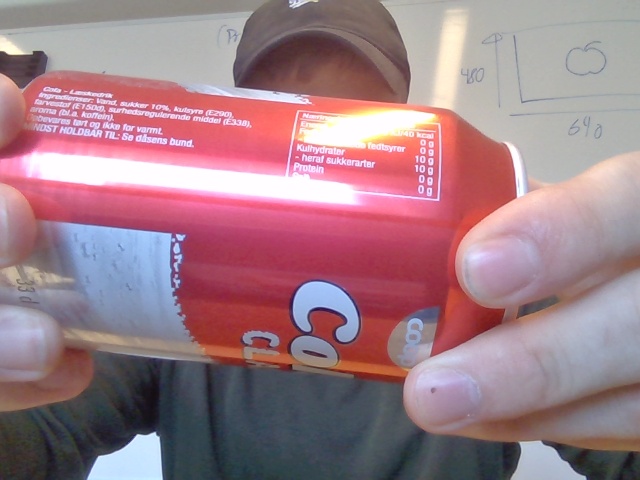 Cola - Læskedrik
Ingredienser: Vand, sukker 10%, kulsyre (E290),
farvestof (E150d), surhedsregulerende middel (E338),
aroma (bl.a. koffein).
Opbevares tørt og ikke for varmt.
MINDST HOLDBAR TIL: Se dåsens bund.
kcal
fedtsyrer 0 g
0 g
Kulhydrater 10 g
- heraf sukkerarter 10 g
Protein 0 g
0 g
480
640